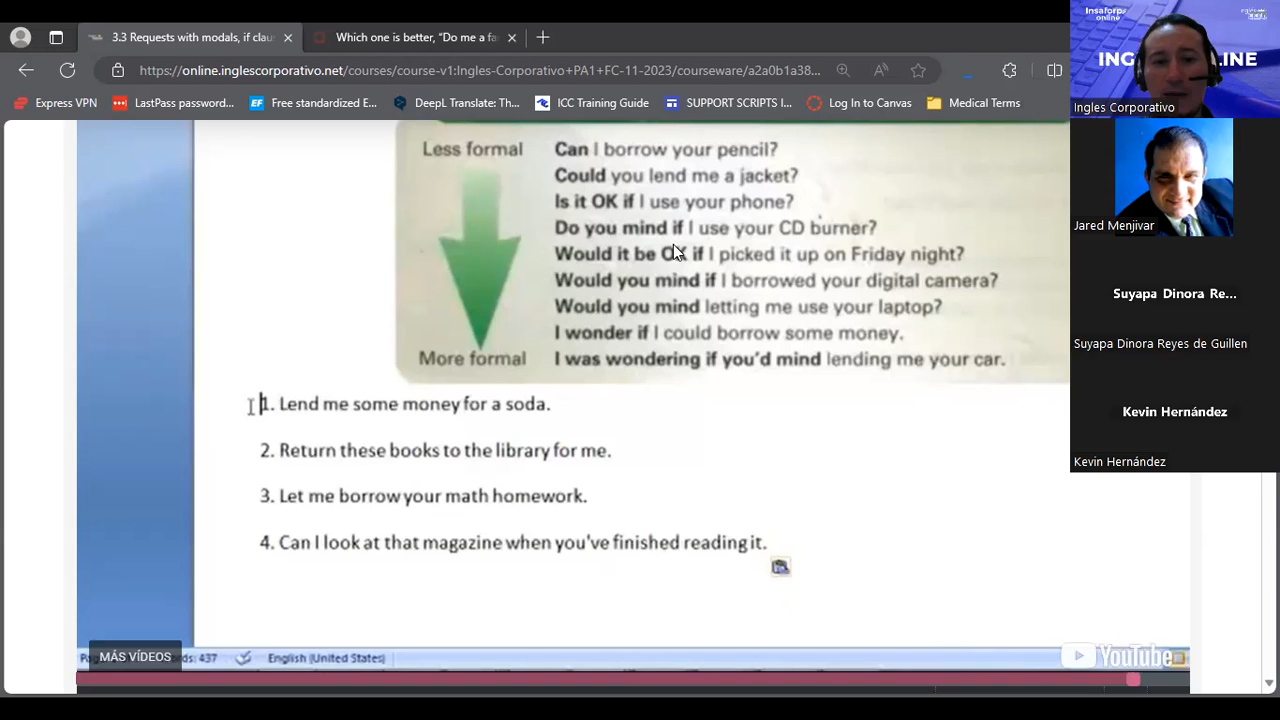 3.3 Requests with modals, if clau
Which one is better, “Do me a fa
https://online.inglescorporativo.net/courses/course-v1:Ingles-Corporativo+PA1+FC-11-2023/courseware/a2a0b1a38...
Express VPN
LastPass password...
Free standardized E...
DeepL Translate: Th...
ICC Training Guide
SUPPORT SCRIPTS I...
Log In to Canvas
Medical Terms
Less formal
Can I borrow your pencil?
Could you lend me a jacket?
Is it OK if I use your phone?
Do you mind if I use your CD burner?
Would it be OK if I picked it up on Friday night?
Would you mind if I borrowed your digital camera?
Would you mind letting me use your laptop?
I wonder if I could borrow some money.
More formal
I was wondering if you'd mind lending me your car.
1. Lend me some money for a soda.
2. Return these books to the library for me.
3. Let me borrow your math homework.
4. Can I look at that magazine when you've finished reading it.
MÁS VÍDEOS
: 437
English (United States)
YouTube
Insaforp
online
Ingles Corporativo
Jared Menjivar
Suyapa Dinora Re...
Suyapa Dinora Reyes de Guillen
Kevin Hernández
Kevin Hernández